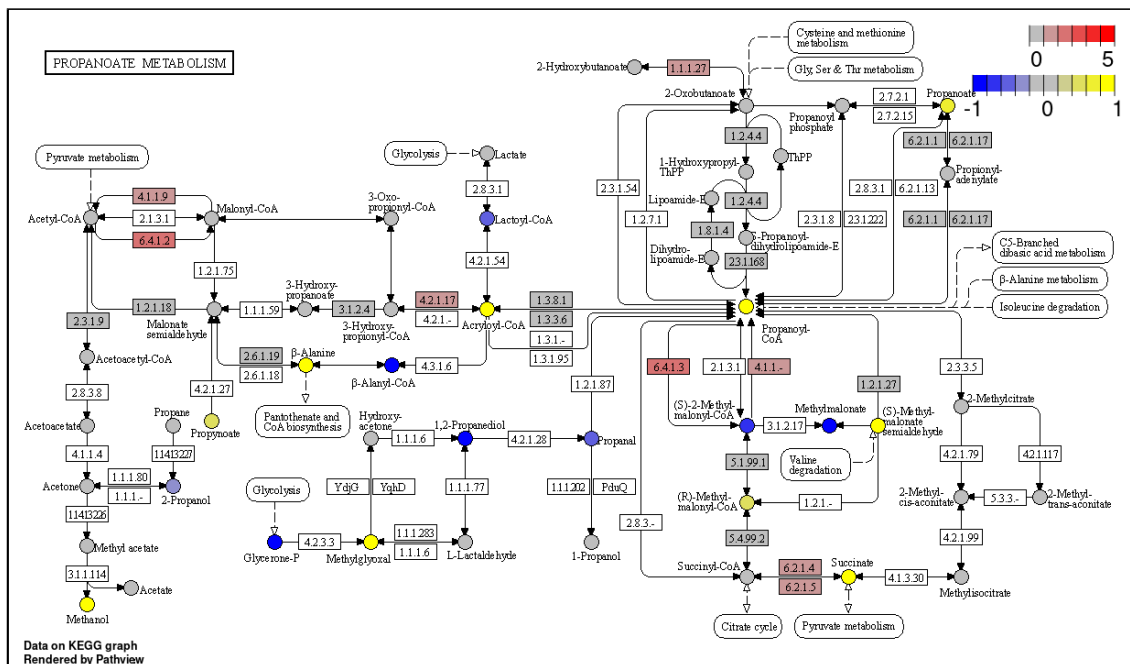 PROPANOATE METABOLISM
Cysteine and methionine
metabolism
Gly, Ser & Thr metabolism
0 5
-1 0 1
2-Hydroxybutanoate
1.1.1.27
2-Oxobutanoate
Propanoyl
phosphate
2.7.2.1
2.7.2.15
Propanoate
1.2.4.4
6.2.1.1
6.2.1.17
ThPP
1-Hydroxypropyl-
ThPP
Propionyl-
adenylate
2.3.1.54
2.8.3.1
6.2.1.13
Lipoamide-E
1.2.4.4
1.2.7.1
2.3.1.8
2.3.1.222
6.2.1.1
6.2.1.17
1.8.1.4
S-Propanoyl-
dihydrolipoamide-E
Dihydro-
lipoamide-E
2.3.1.168
C5-Branched
dibasic acid metabolism
β-Alanine metabolism
Isoleucine degradation
Pyruvate metabolism
Glycolysis
Lactate
2.8.3.1
Lactoyl-CoA
4.2.1.54
4.1.1.9
Acetyl-CoA
2.1.3.1
Malonyl-CoA
6.4.1.2
3-Oxo-
propionyl-CoA
1.2.1.75
3-Hydroxy-
propanoate
1.2.1.18
1.1.1.59
3.1.2.4
4.2.1.17
4.2.1.-
Acryloyl-CoA
1.3.8.1
1.3.3.6
1.3.1.-
1.3.1.95
Propanoyl-
CoA
2.3.1.9
Malonate
semialdehyde
3-Hydroxy-
propionyl-CoA
Acetoacetyl-CoA
2.6.1.19
2.6.1.18
β-Alanine
4.3.1.6
β-Alanyl-CoA
6.4.1.3
2.1.3.1
4.1.1.-
1.2.1.27
2.3.3.5
2.8.3.8
4.2.1.27
1.2.1.87
Propane
Propynoate
Pantothenate and
CoA biosynthesis
Hydroxy-
acetone
1,2-Propanediol
Acetoacetate
1.1.1.6
4.2.1.28
Propanal
(S)-2-Methyl-
malonyl-CoA
3.1.2.17
Methylmalonate
(S)-Methyl-
malonate
semialdehyde
2-Methylcitrate
4.1.1.4
1.14.13.227
Valine
degradation
4.2.1.79
4.2.1.117
5.1.99.1
Acetone
1.1.1.80
1.1.1.-
2-Propanol
Glycolysis
YdjG
YqhD
1.1.1.77
1.1.1.202
PduQ
(R)-Methyl-
malonyl-CoA
1.2.1.-
2-Methyl-
cis-aconitate
5.3.3.-
2-Methyl-
trans-aconitate
1.14.13.226
2.8.3.-
Methyl acetate
Glycerone-P
4.2.3.3
Methylglyoxal
1.1.1.283
1.1.1.6
L-Lactaldehyde
1-Propanol
5.4.99.2
4.2.1.99
3.1.1.114
Acetate
Methanol
Succinyl-CoA
6.2.1.4
6.2.1.5
Succinate
4.1.3.30
Methylisocitrate
Citrate cycle
Pyruvate metabolism
Data on KEGG graph
Rendered by Pathview